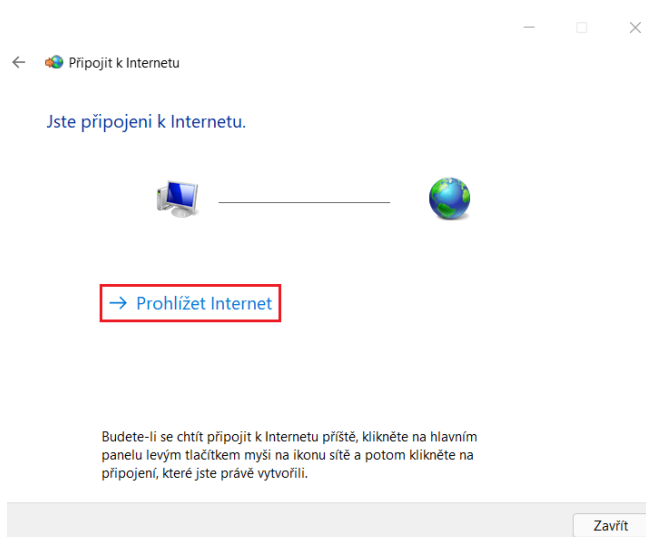 Připojit k Internetu
Jste připojeni k Internetu.
Prohlížet Internet
Budete-li se chtít připojit k Internetu příště, klikněte na hlavním
panelu levým tlačítkem myši na ikonu sítě a potom klikněte na
připojení, které jste právě vytvořili.
Zavřít